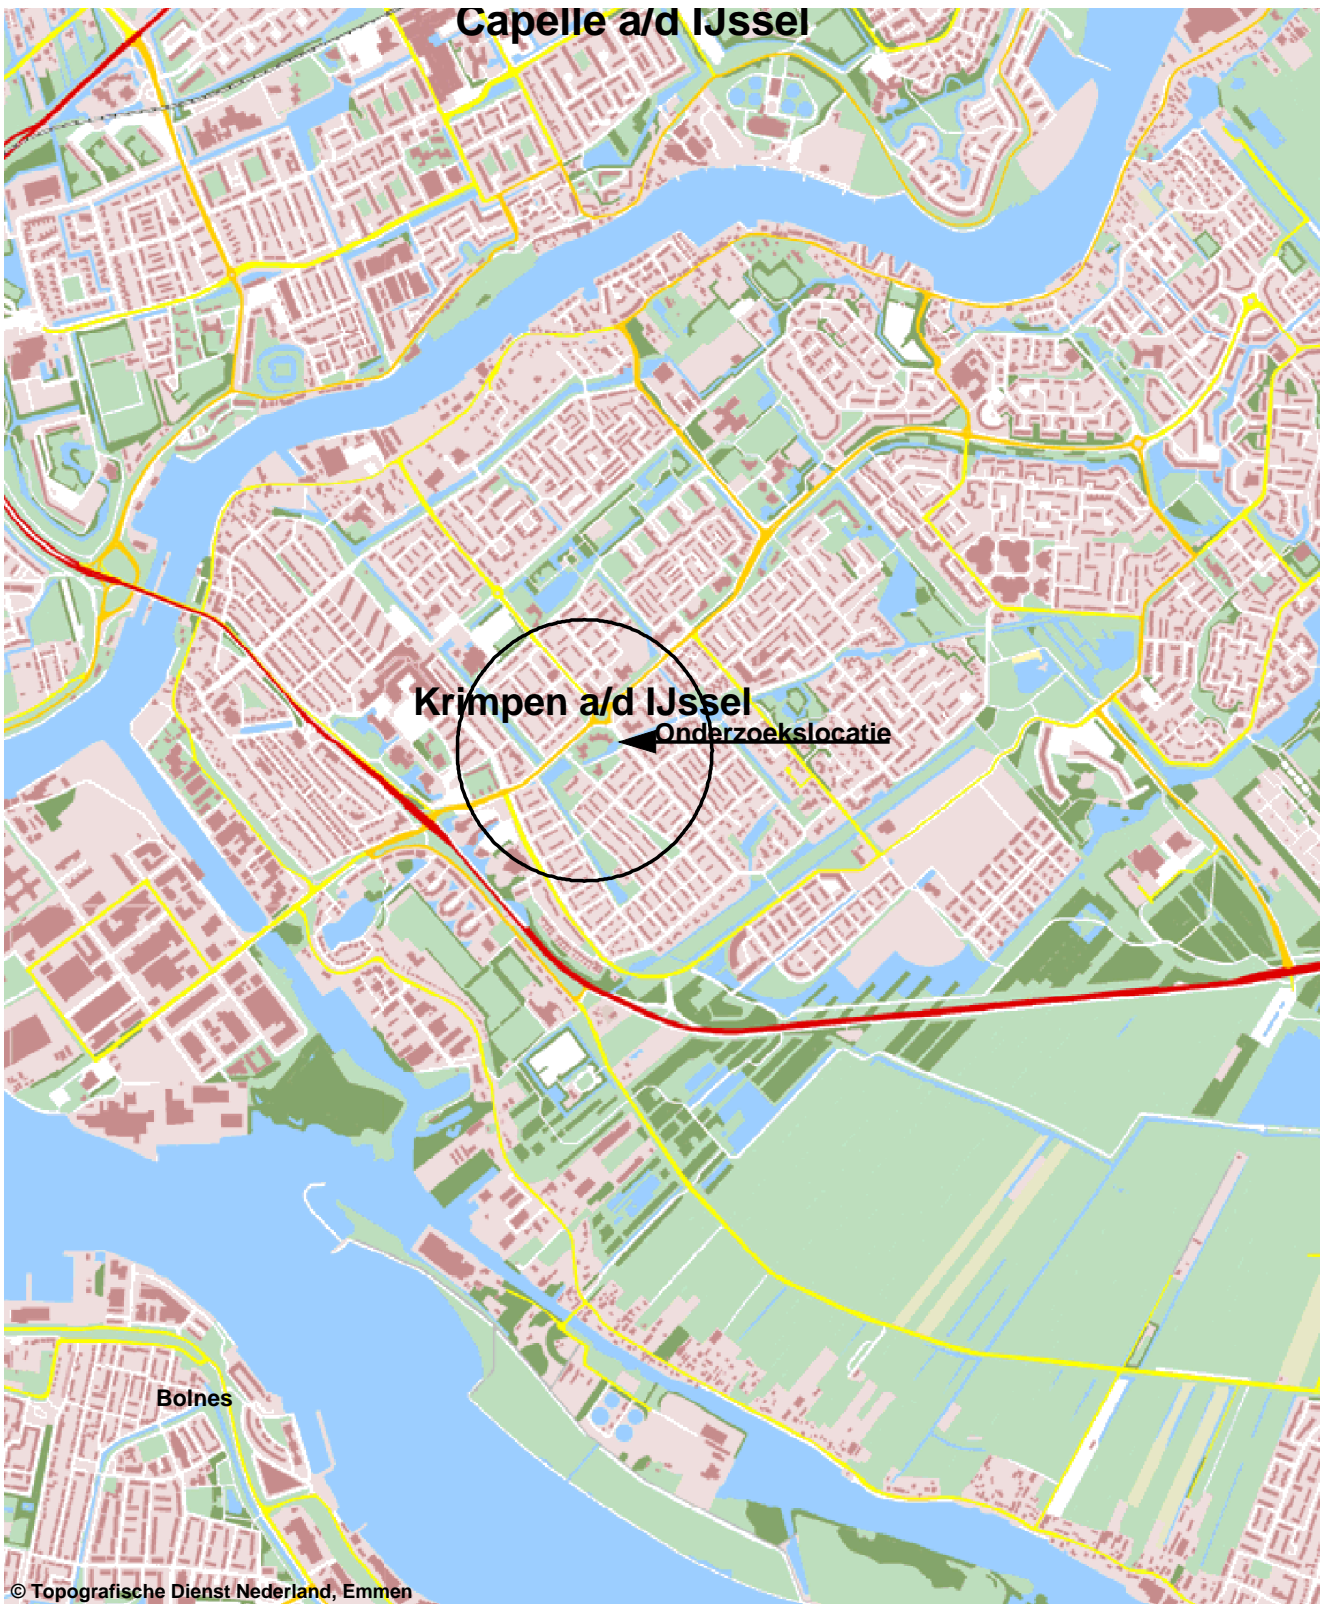 Capelle a/d IJssel
Krimpen a/d IJssel
Onderzoekslocatie
Bolnes
© Topografische Dienst Nederland, Emmen